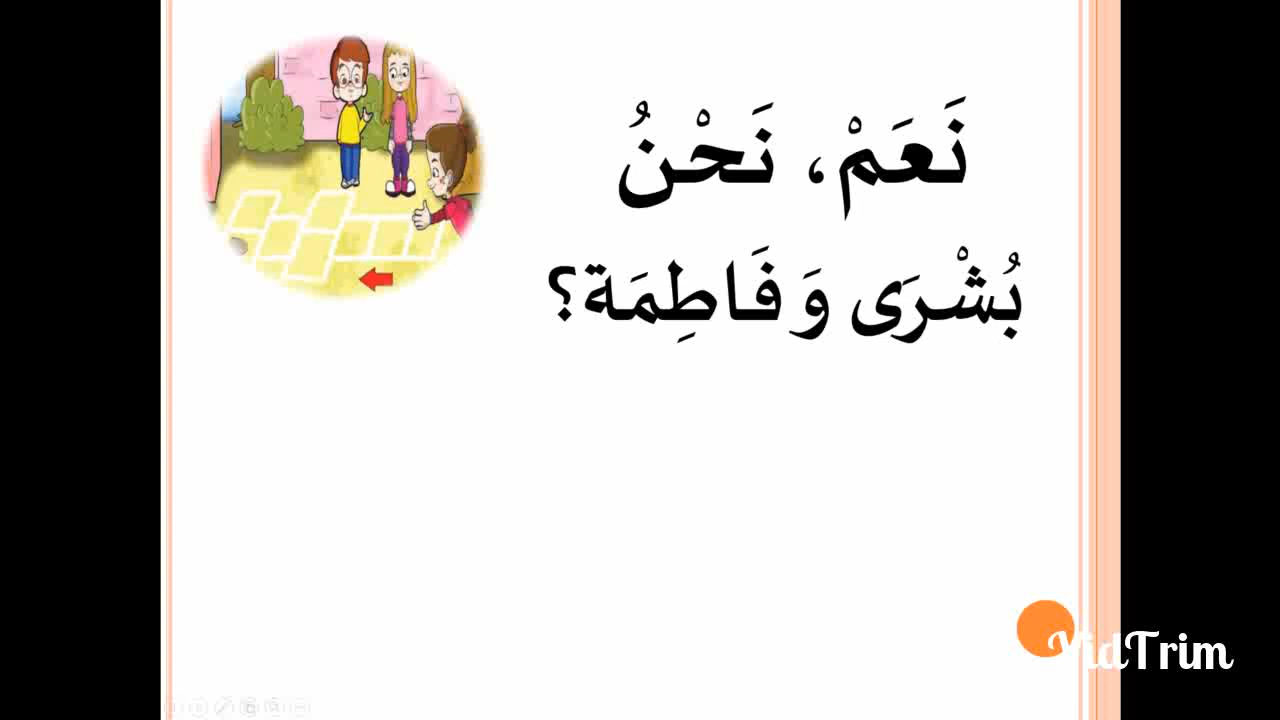 نَعَمْ، نَحْنُ
بُشْرَى وَ فَاطِمَة؟
VidTrim